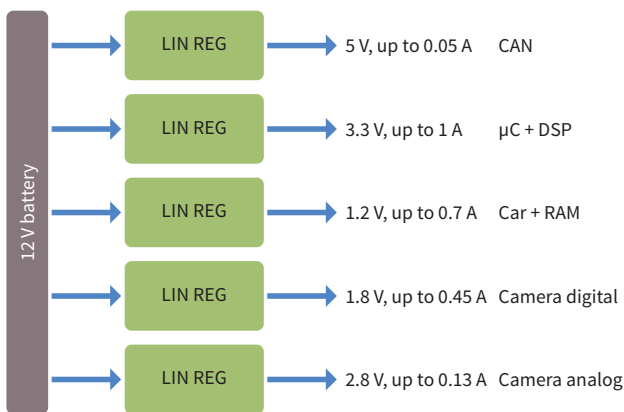 12 V battery
LIN REG
5 V, up to 0.05 A CAN
LIN REG
3.3 V, up to 1 A µC + DSP
LIN REG
1.2 V, up to 0.7 A Car + RAM
LIN REG
1.8 V, up to 0.45 A Camera digital
LIN REG
2.8 V, up to 0.13 A Camera analog